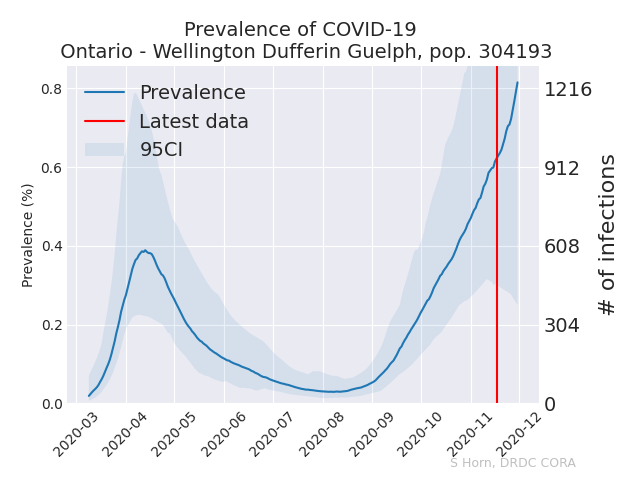 Prevalence of COVID-19
Ontario - Wellington Dufferin Guelph, pop. 304193
Prevalence
Latest data
95CI
Prevalence (%)
0.8
0.6
0.4
0.2
0.0
1216
912
608
304
0
# of infections
2020-03
2020-04
2020-05
2020-06
2020-07
2020-08
2020-09
2020-10
2020-11
2020-12
S Horn, DRDC CORA